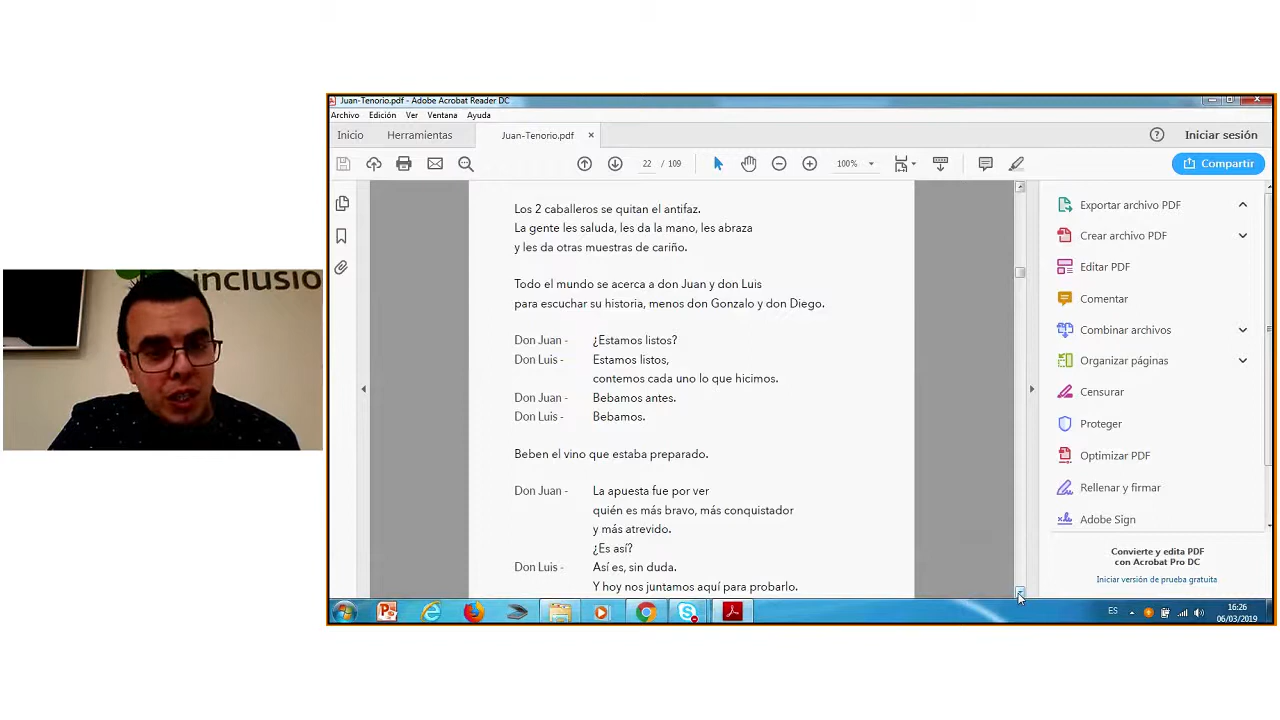 inclusio
Juan-Tenorio.pdf - Adobe Acrobat Reader DC
Archivo Edición Ver Ventana Ayuda
Inicio Herramientas Juan-Tenorio.pdf × Iniciar sesión
22 / 109 100% Compartir
Los 2 caballeros se quitan el antifaz.
La gente les saluda, les da la mano, les abraza
y les da otras muestras de cariño.
Todo el mundo se acerca a don Juan y don Luis
para escuchar su historia, menos don Gonzalo y don Diego.
Don Juan - ¿Estamos listos?
Don Luis - Estamos listos,
contemos cada uno lo que hicimos.
Don Juan - Bebamos antes.
Don Luis - Bebamos.
Beben el vino que estaba preparado.
Don Juan - La apuesta fue por ver
quién es más bravo, más conquistador
y más atrevido.
¿Es así?
Don Luis - Así es, sin duda.
Y hoy nos juntamos aquí para probarlo.
Exportar archivo PDF
Crear archivo PDF
Editar PDF
Comentar
Combinar archivos
Organizar páginas
Censurar
Proteger
Optimizar PDF
Rellenar y firmar
Adobe Sign
Convierte y edita PDF
con Acrobat Pro DC
Iniciar versión de prueba gratuita
ES
16:26
06/03/2019